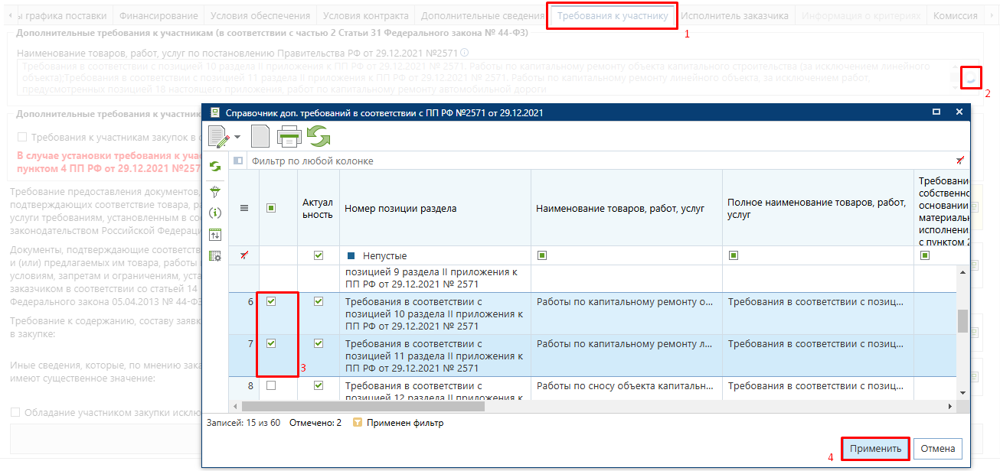 ы графика поставки Финансирование Условия обеспечения Условия контракта Дополнительные сведения Требования к участнику Исполнитель заказчика Информация о критериях Комиссия
1
Дополнительные требования к участникам (в соответствии с частью 2 Статьи 31 Федерального закона № 44-ФЗ)
Наименование товаров, работ, услуг по постановлению Правительства РФ от 29.12.2021 №2571
Требования в соответствии с позицией 10 раздела II приложения к ПП РФ от 29.12.2021 № 2571. Работы по капитальному ремонту объекта капитального строительства (за исключением линейного
объекта);Требования в соответствии с позицией 11 раздела II приложения к ПП РФ от 29.12.2021 № 2571. Работы по капитальному ремонту линейного объекта, за исключением работ,
предусмотренных позицией 18 настоящего приложения, работ по капитальному ремонту автомобильной дороги
2
Дополнительные требования к участник
Требования к участникам закупок в с
В случае установки требования к учас
пунктом 4 ПП РФ от 29.12.2021 №257
Требование предоставления документов,
подтверждающих соответствие товара, ра
услуги требованиям, установленным в со
законодательством Российской Федераци
Документы, подтверждающие соответств
и (или) предлагаемых им товара, работы
условиям, запретам и ограничениям, уста
заказчиком в соответствии со статьей 14
Федерального закона 05.04.2013 № 44-ФЗ
Требование к содержанию, составу заявк
в закупке:
Иные сведения, которые, по мнению зака
имеют существенное значение:
Обладание участником закупки исклю
Справочник доп. требований в соответствии с ПП РФ №2571 от 29.12.2021
Фильтр по любой колонке
Актуал
ьность
Номер позиции раздела
Наименование товаров, работ, услуг
Полное наименование товаров, работ,
услуг
Требовани
собственно
основании
материаль
исполнени
с пунктом 2
Непустые
позицией 9 раздела II приложения к
ПП РФ от 29.12.2021 № 2571
6 Требования в соответствии с Работы по капитальному ремонту о... Требования в соответствии с позиц...
позицией 10 раздела II приложения к
ПП РФ от 29.12.2021 № 2571
7 Требования в соответствии с Работы по капитальному ремонту л... Требования в соответствии с позиц...
позицией 11 раздела II приложения к
ПП РФ от 29.12.2021 № 2571
3
8 Требования в соответствии с Работы по сносу объекта капитальн... Требования в соответствии с позиц...
позицией 12 раздела II приложения к
Записей: 15 из 60 Отмечено: 2 Применен фильтр
4 Применить Отмена